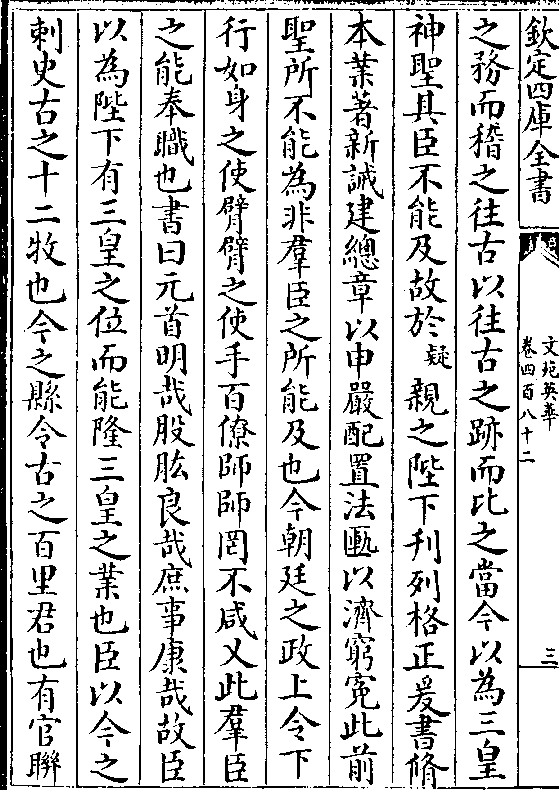 欽定四庫全書
文苑英華
卷四百八十二
三
之務而稽之往古以往古之跡而比之當今以為三皇
神聖其臣不能及故於疑親之陛下刋列格正爰書脩
本業著新誡建總章以申嚴配置法匭以濟窮寃此前
聖所不能為非羣臣之所能及也今朝廷之政上令下
行如身之使臂臂之使手百僚師師罔不咸乂此羣臣
之能奉職也書曰元首明哉股肱良哉庶事康哉故臣
以為陛下有三皇之位而能隆三皇之業也臣以今之
刺史古之十二牧也今之縣令古之百里君也有官聮